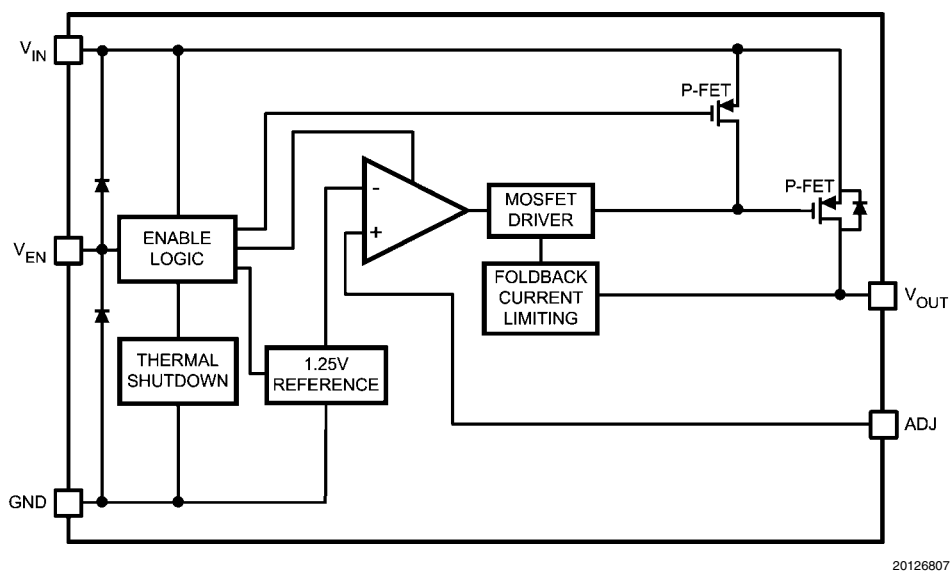 V_IN
P-FET
P-FET
-
MOSFET
DRIVER
+
V_EN
ENABLE
LOGIC
FOLDBACK
CURRENT
LIMITING
V_OUT
THERMAL
SHUTDOWN
1.25V
REFERENCE
ADJ
GND
20126807